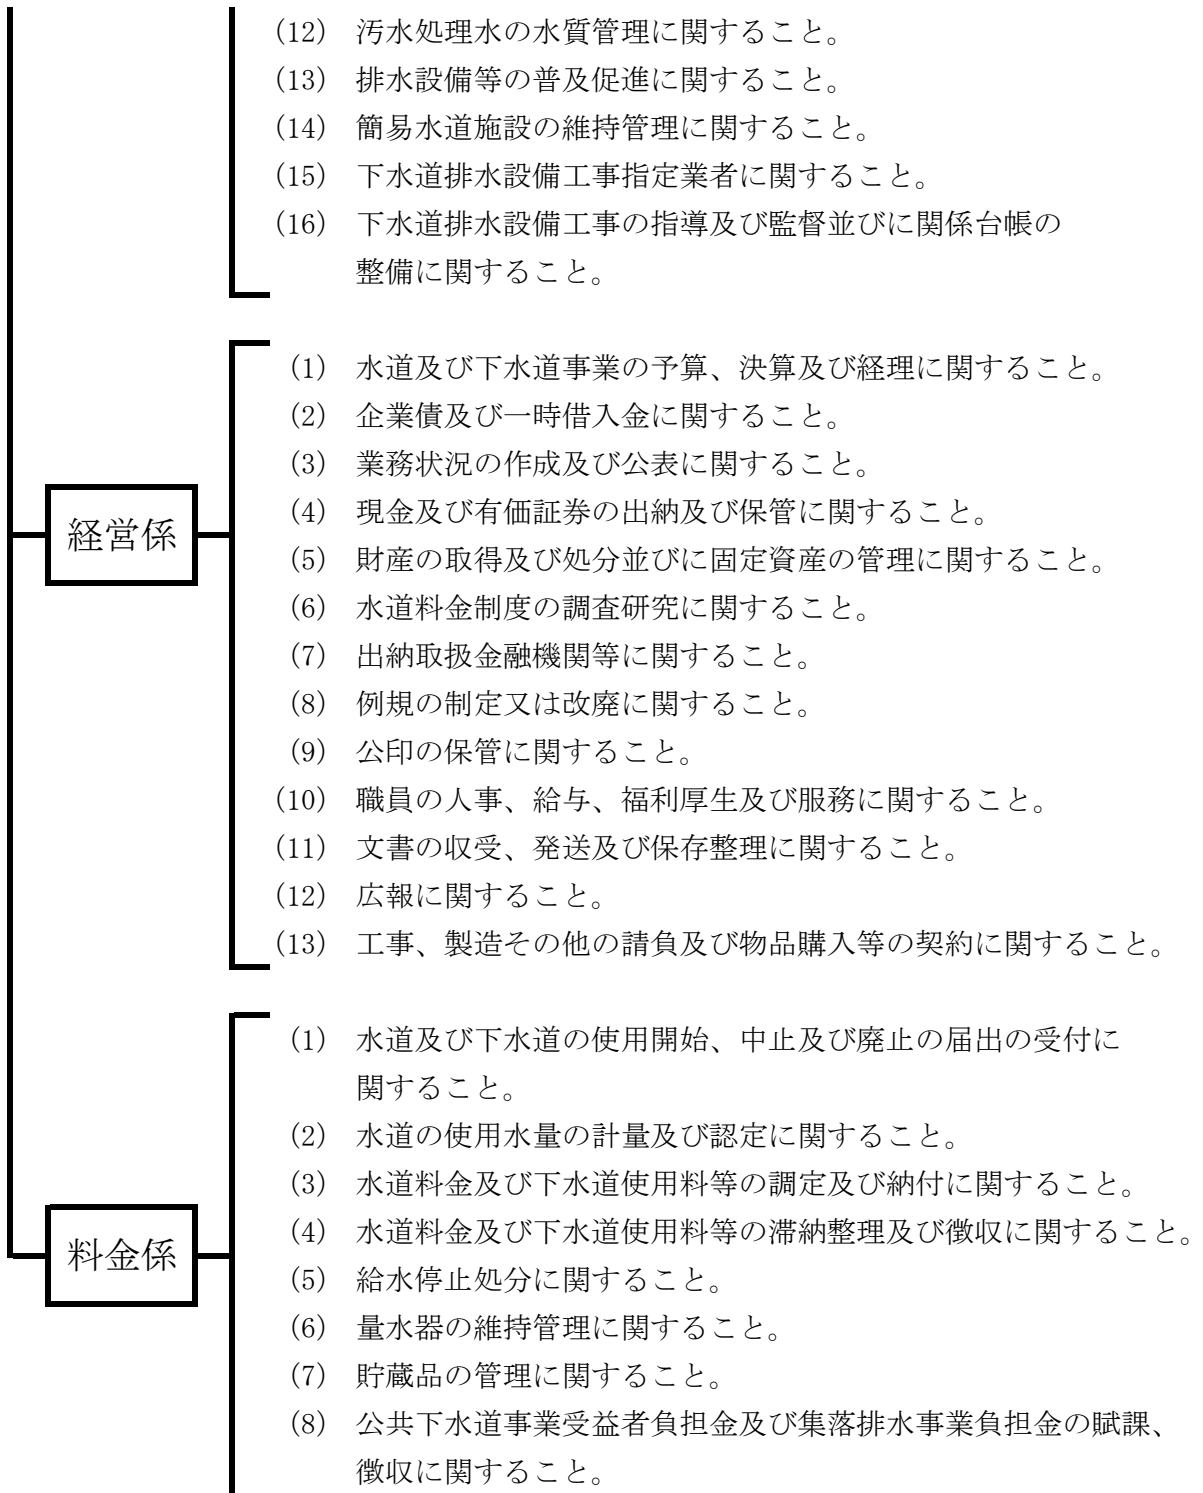 (12) 汚水処理水の水質管理に関すること。
(13) 排水設備等の普及促進に関すること。
(14) 簡易水道施設の維持管理に関すること。
(15) 下水道排水設備工事指定業者に関すること。
(16) 下水道排水設備工事の指導及び監督並びに関係台帳の
整備に関すること。
経営係
(1) 水道及び下水道事業の予算、決算及び経理に関すること。
(2) 企業債及び一時借入金に関すること。
(3) 業務状況の作成及び公表に関すること。
(4) 現金及び有価証券の出納及び保管に関すること。
(5) 財産の取得及び処分並びに固定資産の管理に関すること。
(6) 水道料金制度の調査研究に関すること。
(7) 出納取扱金融機関等に関すること。
(8) 例規の制定又は改廃に関すること。
(9) 公印の保管に関すること。
(10) 職員の人事、給与、福利厚生及び服務に関すること。
(11) 文書の収受、発送及び保存整理に関すること。
(12) 広報に関すること。
(13) 工事、製造その他の請負及び物品購入等の契約に関すること。
料金係
(1) 水道及び下水道の使用開始、中止及び廃止の届出の受付に
関すること。
(2) 水道の使用水量の計量及び認定に関すること。
(3) 水道料金及び下水道使用料等の調定及び納付に関すること。
(4) 水道料金及び下水道使用料等の滞納整理及び徴収に関すること。
(5) 給水停止処分に関すること。
(6) 量水器の維持管理に関すること。
(7) 貯蔵品の管理に関すること。
(8) 公共下水道事業受益者負担金及び集落排水事業負担金の賦課、
徴収に関すること。